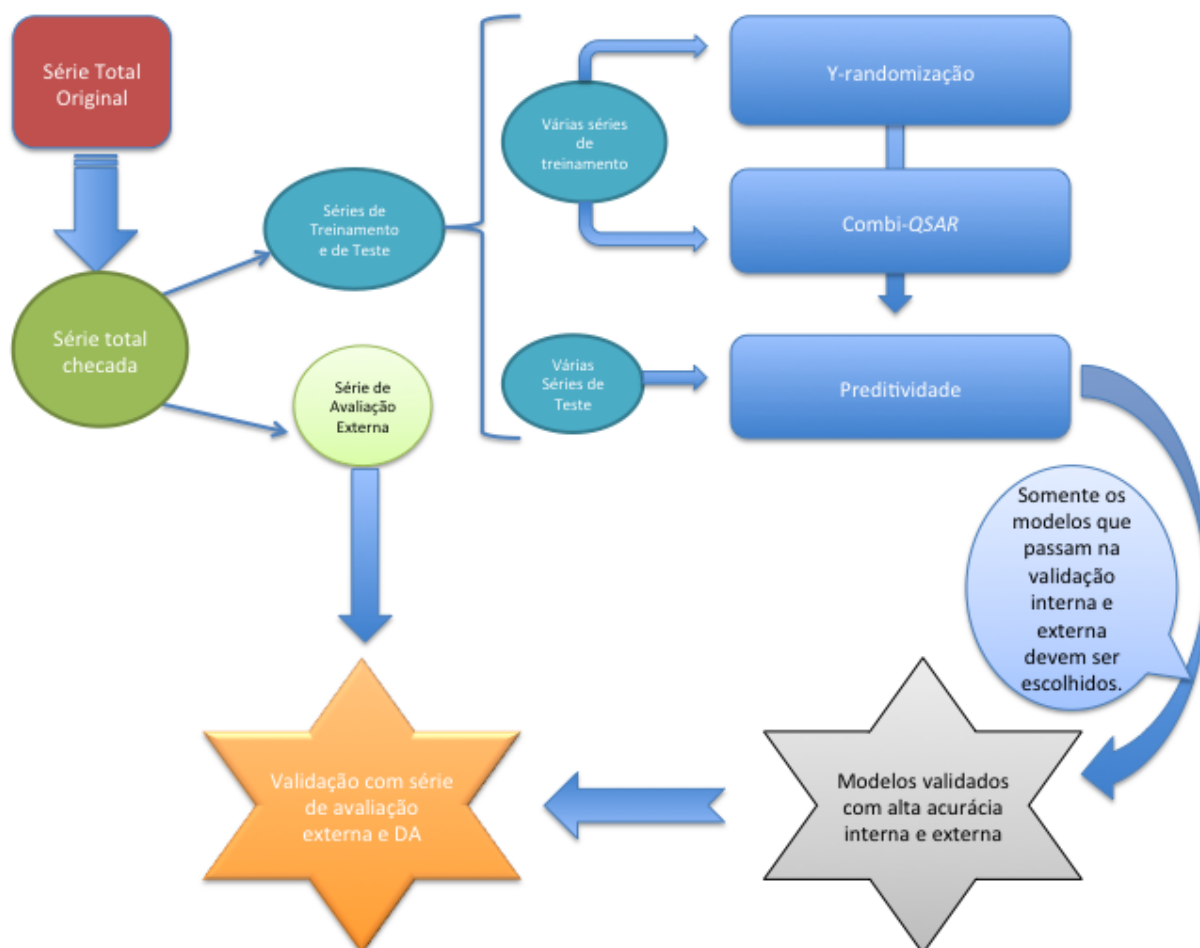 Série Total
Original
Série total
checada
Séries de
Treinamento
e de Teste
Série de
Avaliação
Externa
Várias séries
de
treinamento
Várias
Séries de
Teste
Y-randomização
Combi-QSAR
Preditividade
Somente os
modelos que
passam na
validação
interna e
externa
devem ser
escolhidos.
Modelos validados
com alta acurácia
interna e externa
Validação com série
de avaliação
externa e DA